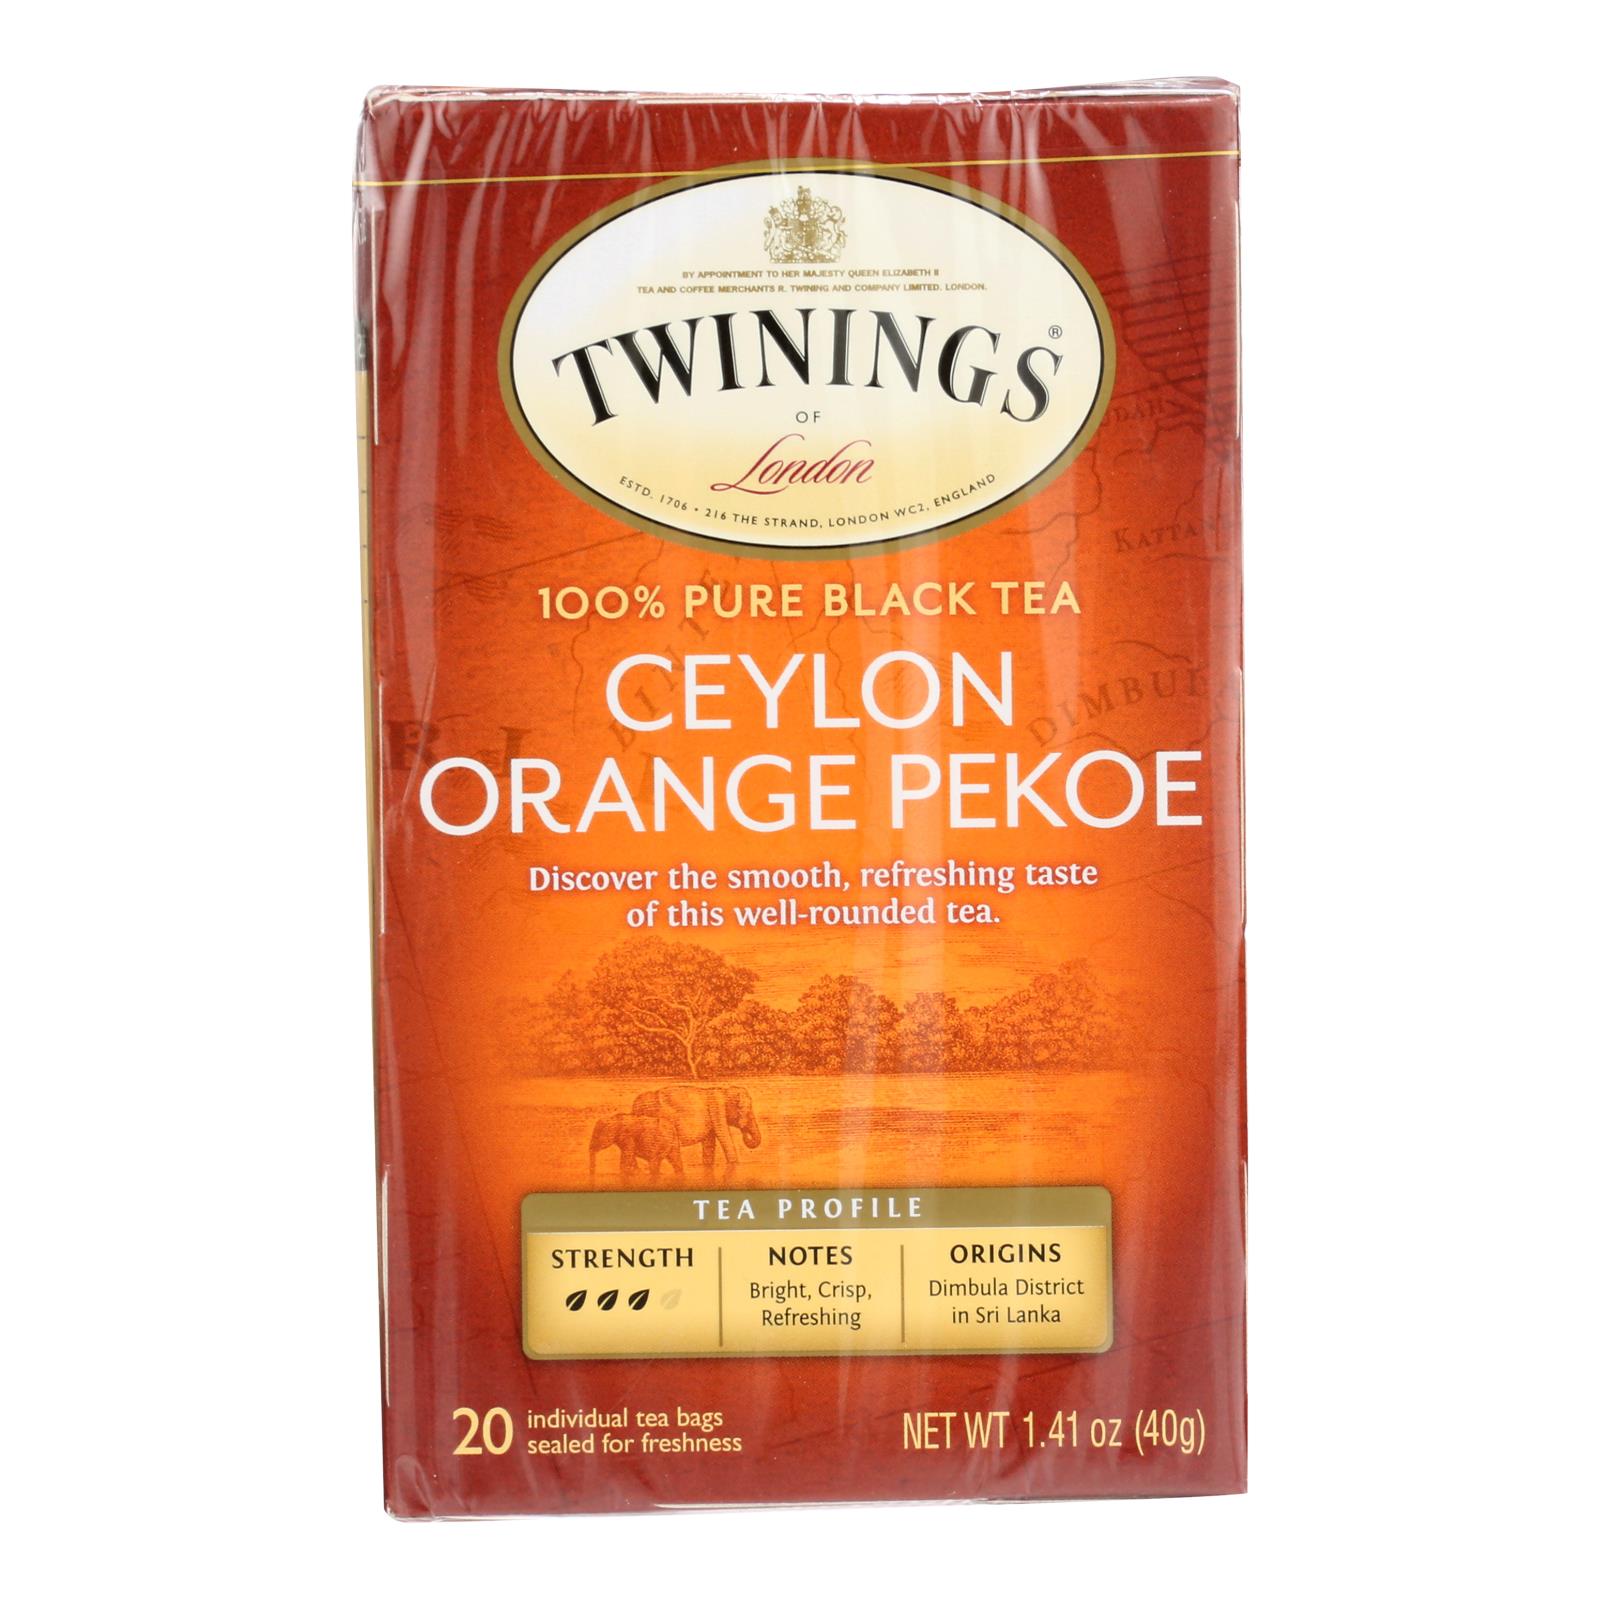 BY APPOINTMENT TO HER MAJESTY QUEEN ELIZABETH II
TEA AND COFFEE MERCHANTS R. TWINING AND COMPANY LIMITED. LONDON.
TWININGS®
OF
London
ESTD. 1706 • 216 THE STRAND, LONDON WC2, ENGLAND
100% PURE BLACK TEA
CEYLON
ORANGE PEKOE
Discover the smooth, refreshing taste
of this well-rounded tea.
TEA PROFILE
STRENGTH
NOTES
Bright, Crisp,
Refreshing
ORIGINS
Dimbula District
in Sri Lanka
20 individual tea bags
sealed for freshness
NET WT 1.41 oz (40g)